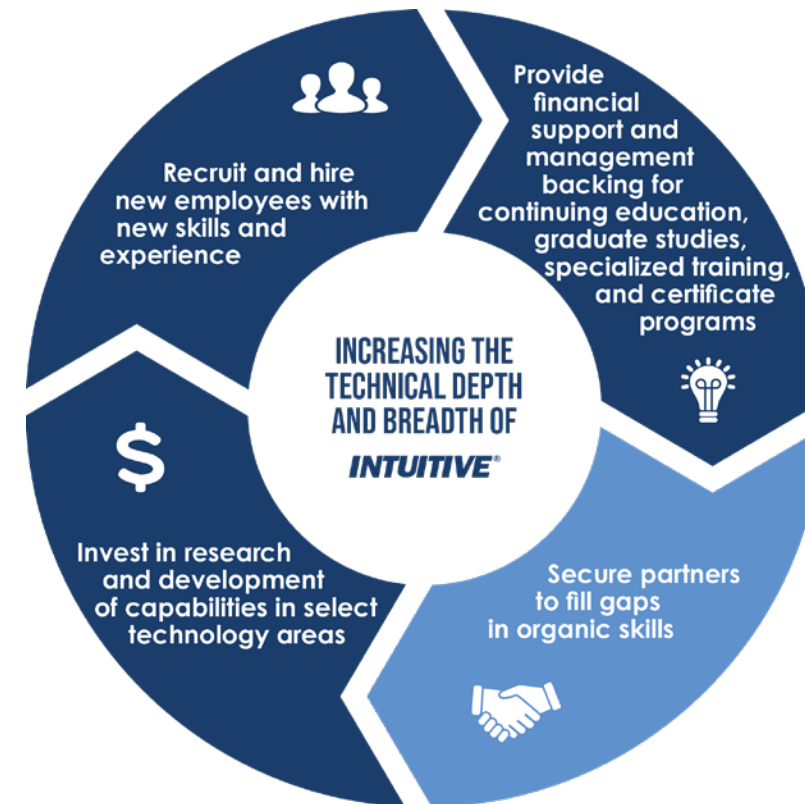 Recruit and hire
new employees with
new skills and
experience
Provide
financial
support and
management
backing for
continuing education,
graduate studies,
specialized training,
and certificate
programs
INCREASING THE
TECHNICAL DEPTH
AND BREADTH OF
INTUITIVE®
$
Invest in research
and development
of capabilities in select
technology areas
Secure partners
to fill gaps
in organic skills